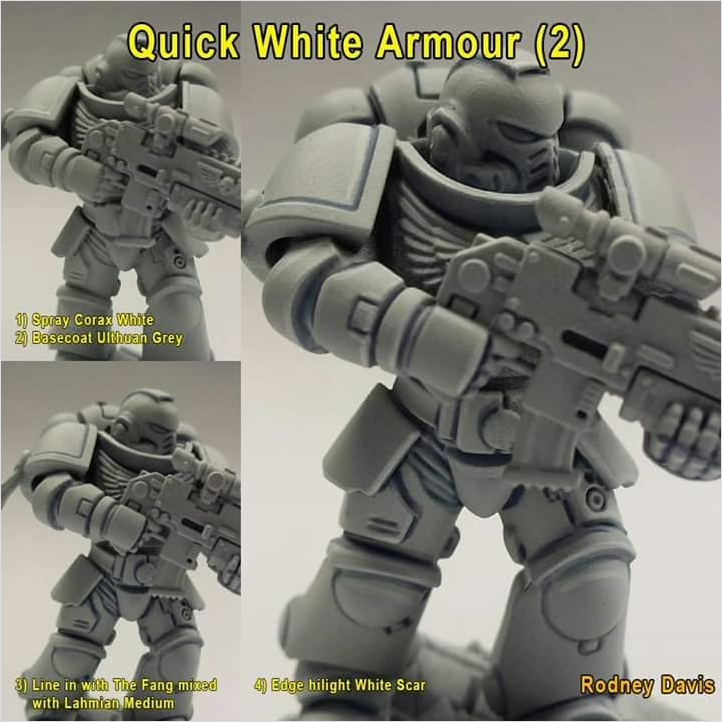 Quick White Armour (2)
1) Spray Corax White
2) Basecoat Ulthuan Grey
3) Line in with The Fang mixed
with Lahmian Medium
4) Edge hilight White Scar
Rodney Davis